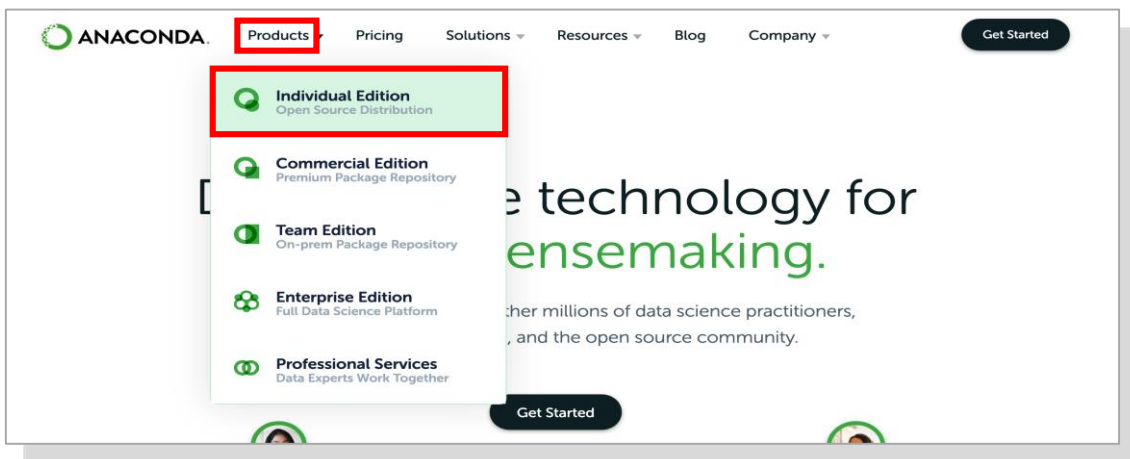 ANACONDA.
Products Pricing Solutions Resources Blog Company Get Started
Individual Edition
Open Source Distribution
Commercial Edition
Premium Package Repository
Team Edition
On-prem Package Repository
Enterprise Edition
Full Data Science Platform
Professional Services
Data Experts Work Together
technology for
ensemaking.
millions of data science practitioners,
, and the open source community.
Get Started